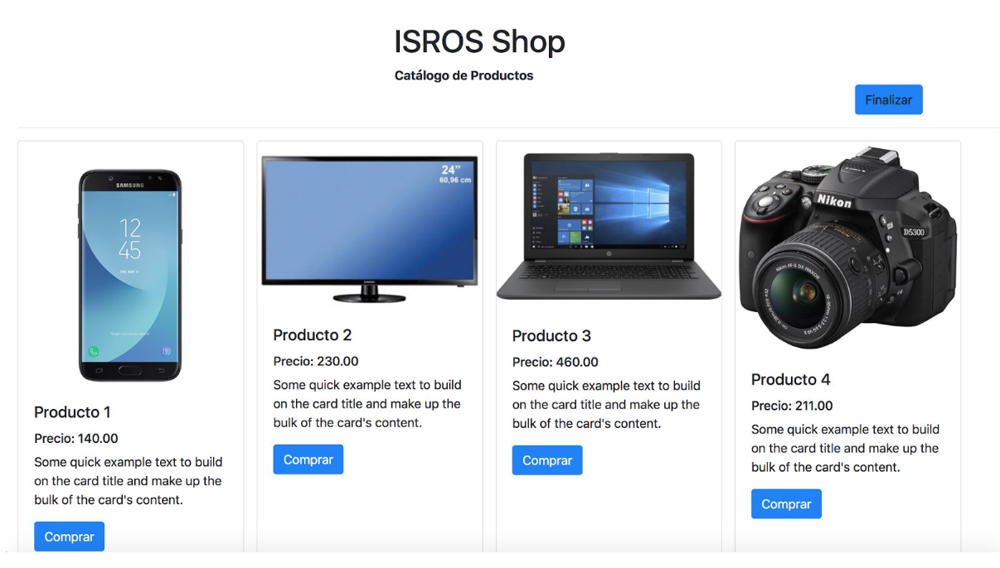 ISROS Shop
Catálogo de Productos
Finalizar
SAMSUNG
12
45
Producto 1
Precio: 140.00
Some quick example text to build
on the card title and make up the
bulk of the card's content.
Comprar
24”
60,96 cm
SAMSUNG
Producto 2
Precio: 230.00
Some quick example text to build
on the card title and make up the
bulk of the card's content.
Comprar
hp
Producto 3
Precio: 460.00
Some quick example text to build
on the card title and make up the
bulk of the card's content.
Comprar
Nikon
D5300
Producto 4
Precio: 211.00
Some quick example text to build
on the card title and make up the
bulk of the card's content.
Comprar